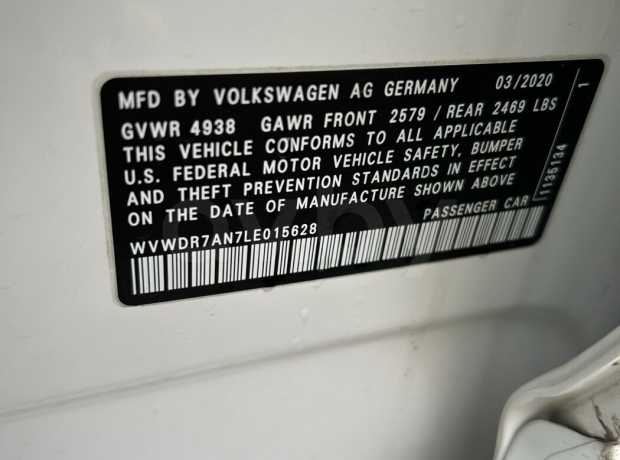 MFD BY VOLKSWAGEN AG GERMANY 03/2020
GVWR 4938 GAWR FRONT 2579 / REAR 2469 LBS
THIS VEHICLE CONFORMS TO ALL APPLICABLE
U.S. FEDERAL MOTOR VEHICLE SAFETY, BUMPER
AND THEFT PREVENTION STANDARDS IN EFFECT
ON THE DATE OF MANUFACTURE SHOWN ABOVE
WVWDR7AN7LE015628 PASSENGER CAR
1135134 1